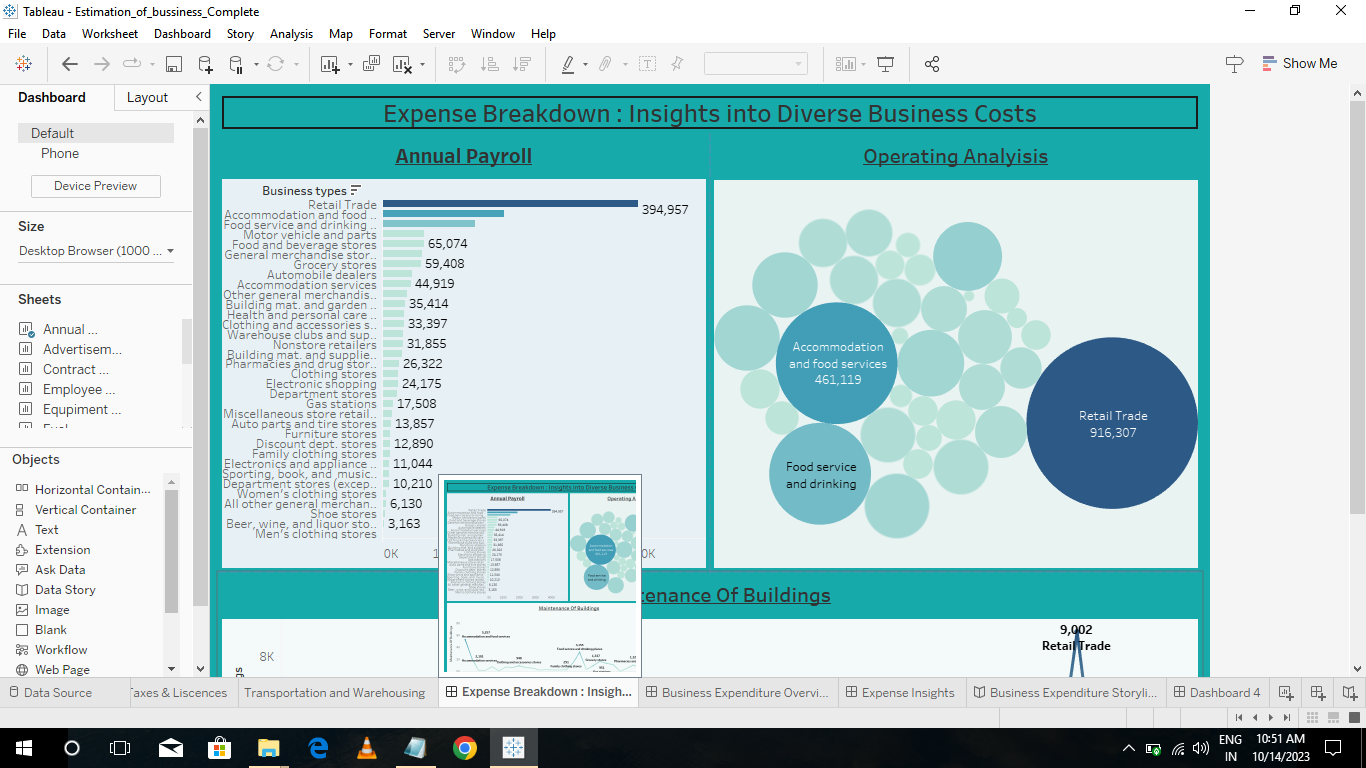 Tableau - Estimation_of_bussiness_Complete
File Data Worksheet Dashboard Story Analysis Map Format Server Window Help
Show Me
Dashboard Layout
Default
Phone
Device Preview
Size
Desktop Browser (1000 ...
Sheets
Annual ...
Advertisem...
Contract ...
Employee ...
Equpiment ...
Objects
Horizontal Contain...
Vertical Container
Text
Extension
Ask Data
Data Story
Image
Blank
Workflow
Web Page
Expense Breakdown : Insights into Diverse Business Costs
Annual Payroll
Business types
Retail Trade 394,957
Accommodation and food ..
Food service and drinking ..
Motor vehicle and parts
Food and beverage stores 65,074
General merchandise stor..
Grocery stores 59,408
Automobile dealers
Accommodation services 44,919
Other general merchandis..
Building mat. and garden .. 35,414
Health and personal care ..
Clothing and accessories s.. 33,397
Warehouse clubs and sup..
Nonstore retailers 31,855
Building mat. and supplie..
Pharmacies and drug stor.. 26,322
Clothing stores
Electronic shopping 24,175
Department stores
Gas stations 17,508
Miscellaneous store retail..
Auto parts and tire stores 13,857
Furniture stores
Discount dept. stores 12,890
Family clothing stores
Electronics and appliance .. 11,044
Sporting, book, and music..
Department stores (excep.. 10,210
Women's clothing stores
All other general merchan.. 6,130
Shoe stores
Beer, wine, and liquor sto.. 3,163
Men's clothing stores
0K 1 0K
Operating Analyisis
Accommodation
and food services
461,119
Retail Trade
916,307
Food service
and drinking
Expense Breakdown : Insights into Diverse Business
Annual Payroll
Maintenance Of Buildings
tenance Of Buildings
9,002
Retail Trade
8K
Data Source
Taxes & Liscences
Transportation and Warehousing
Expense Breakdown : Insigh...
Business Expenditure Overvi...
Expense Insights
Business Expenditure Storyli...
Dashboard 4
ENG
IN
10:51 AM
10/14/2023